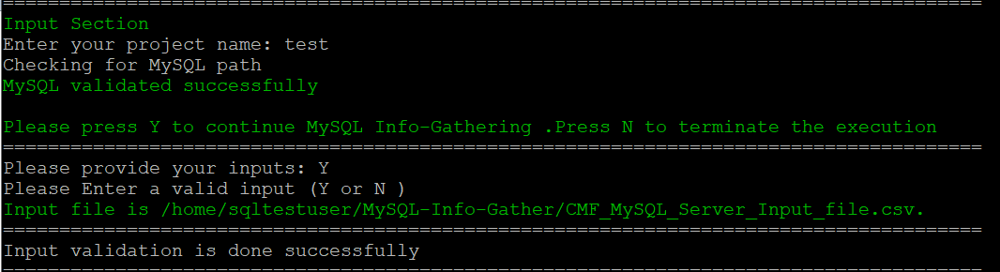 ================================================================================
Input Section
Enter your project name: test
Checking for MySQL path
MySQL validated successfully
Please press Y to continue MySQL Info-Gathering .Press N to terminate the execution
=======================================================================================
Please provide your inputs: Y
Please Enter a valid input (Y or N )
Input file is /home/sqltestuser/MySQL-Info-Gather/CMF_MySQL_Server_Input_file.csv.
=======================================================================================
Input validation is done successfully
=======================================================================================